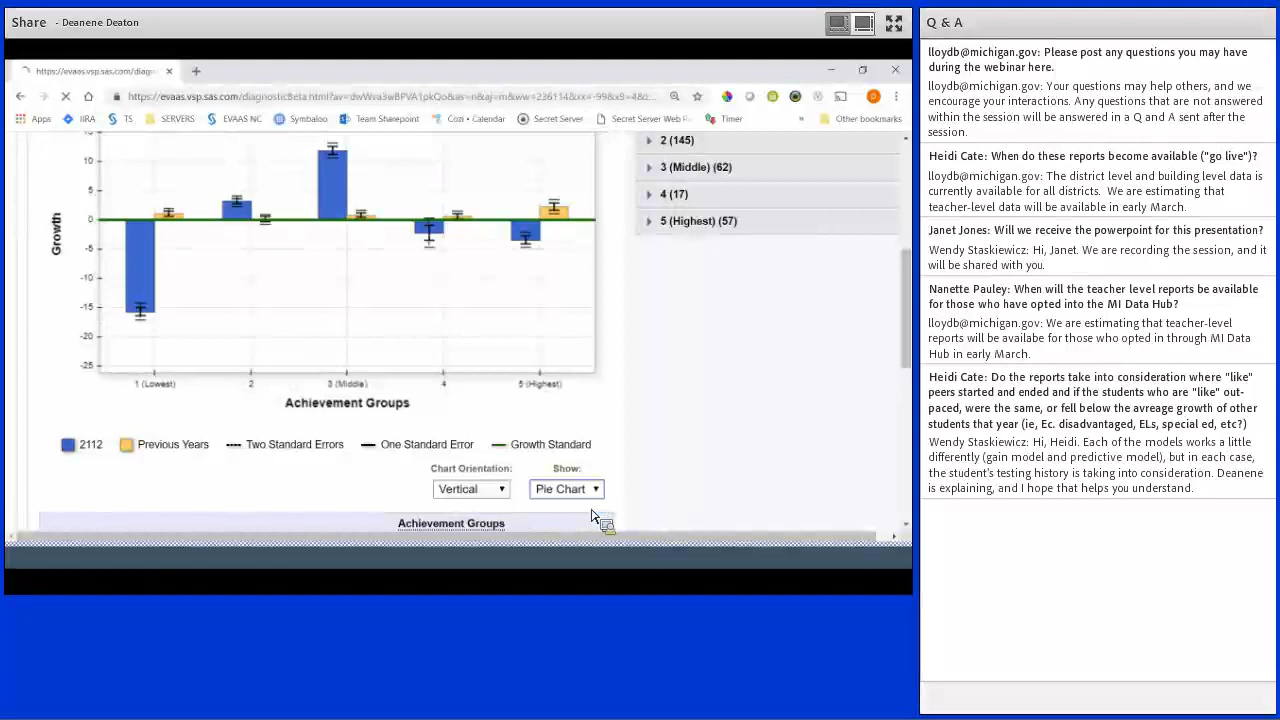 Share - Deanene Deaton
https://evaas.vsp.sas.com/diagn
Apps
IIRA
TS
SERVERS
EVAAS NC
Symbaloo
Team Sharepoint
Cozi • Calendar
Secret Server
Secret Server Web
Timer
»
Other bookmarks
10
5
0
-5
-10
-15
-20
-25
Growth
1 (Lowest)
2
3 (Middle)
4
5 (Highest)
Achievement Groups
2112
Previous Years
Two Standard Errors
One Standard Error
Growth Standard
Chart Orientation:
Show:
Vertical
Pie Chart
Achievement Groups
2 (145)
3 (Middle) (62)
4 (17)
5 (Highest) (57)
Q & A
lloydb@michigan.gov: Please post any questions you may have
during the webinar here.
lloydb@michigan.gov: Your questions may help others, and we
encourage your interactions. Any questions that are not answered
within the session will be answered in a Q and A sent after the
session.
Heidi Cate: When do these reports become available ("go live")?
lloydb@michigan.gov: The district level and building level data is
currently available for all districts. We are estimating that
teacher-level data will be available in early March.
Janet Jones: Will we receive the powerpoint for this presentation?
Wendy Staskiewicz: Hi, Janet. We are recording the session, and it
will be shared with you.
Nanette Pauley: When will the teacher level reports be available
for those who have opted into the MI Data Hub?
lloydb@michigan.gov: We are estimating that teacher-level
reports will be availabe for those who opted in through MI Data
Hub in early March.
Heidi Cate: Do the reports take into consideration where "like"
peers started and ended and if the students who are "like" out-
paced, were the same, or fell below the avreage growth of other
students that year (ie, Ec. disadvantaged, ELs, special ed, etc?)
Wendy Staskiewicz: Hi, Heidi. Each of the models works a little
differently (gain model and predictive model), but in each case,
the student's testing history is taking into consideration. Deanene
is explaining, and I hope that helps you understand.